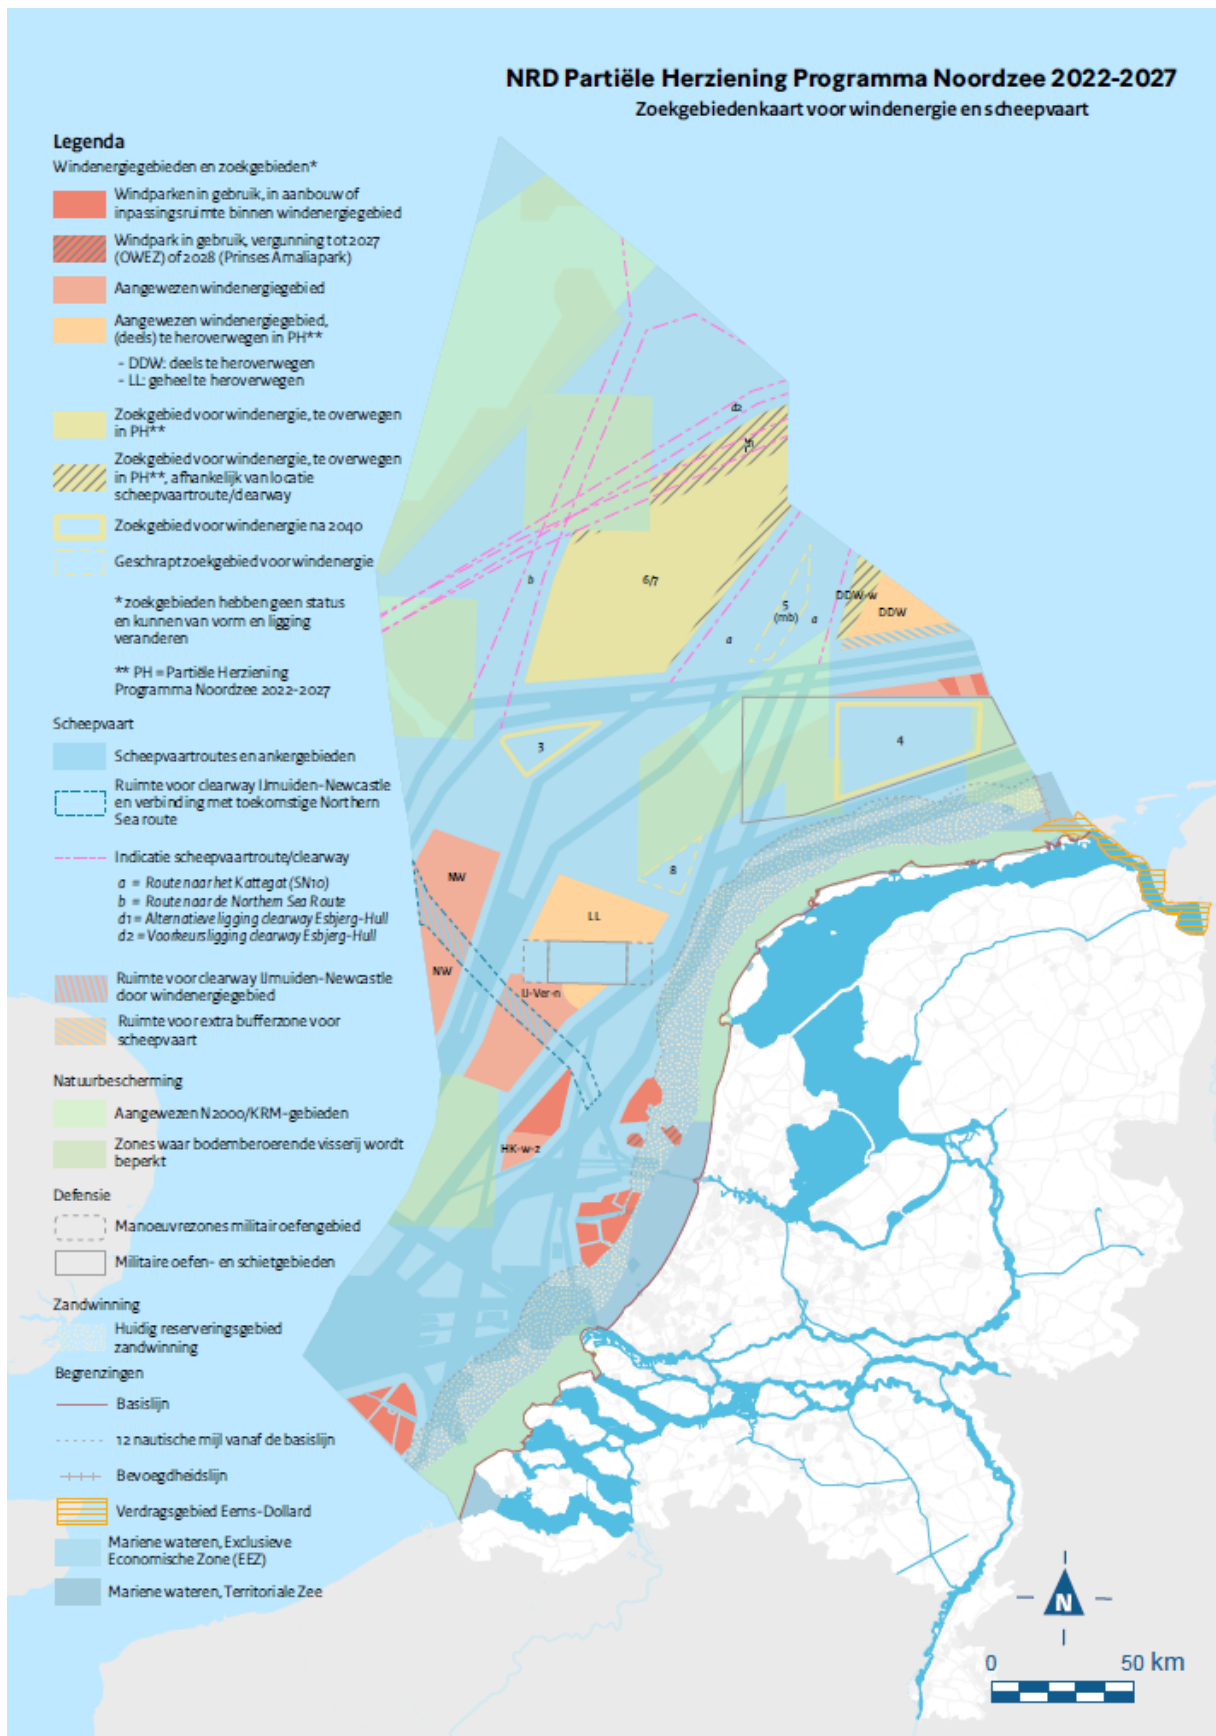 NRD Partiële Herziening Programma Noordzee 2022-2027
Zoekgebiedenkaart voor windenergie en scheepvaart
Legenda
Windenergiegebieden en zoekgebieden*
Windparken in gebruik, in aanbouw of
inpassingsruimte binnen windenergiegebied
Windpark in gebruik, vergunning tot 2027
(OWEZ) of 2028 (Prinses Amaliapark)
Aangewezen windenergiegebied
Aangewezen windenergiegebied,
(deels) te heroverwegen in PH**
- DDW: deels te heroverwegen
- LL: geheel te heroverwegen
Zoekgebied voor windenergie, te overwegen
in PH**
Zoekgebied voor windenergie, te overwegen
in PH**, afhankelijk van locatie
scheepvaartroute/clearway
Zoekgebied voor windenergie na 2040
Geschrapt zoekgebied voor windenergie
* zoekgebieden hebben geen status
en kunnen van vorm en ligging
veranderen
** PH = Partiële Herziening
Programma Noordzee 2022-2027
Scheepvaart
Scheepvaartroutes en ankergebieden
Ruimte voor clearway IJmuiden-Newcastle
en verbinding met toekomstige Northern
Sea route
Indicatie scheepvaartroute/clearway
a = Route naar het Kattegat (SN10)
b = Route naar de Northern Sea Route
d1 = Alternatieve ligging clearway Esbjerg-Hull
d2 = Voorkeursligging clearway Esbjerg-Hull
Ruimte voor clearway IJmuiden-Newcastle
door windenergiegebied
Ruimte voor extra bufferzone voor
scheepvaart
Natuurbescherming
Aangewezen N2000/KRM-gebieden
Zones waar bodemberoerende visserij wordt
beperkt
Defensie
Manoeuvrezones militair oefengebied
Militaire oefen- en schietgebieden
Zandwinning
Huidig reserveringsgebied
zandwinning
Begrenzingen
Basislijn
12 nautische mijl vanaf de basislijn
Bevoegdheidslijn
Verdragsgebied Eems-Dollard
Mariene wateren, Exclusieve
Economische Zone (EEZ)
Mariene wateren, Territoriale Zee
d2
b
6/7
5
(mb)
a
a
DDW-w
DDW
3
4
8
NW
LL
NW
IJ-Ver-n
HK-w-z
N
0
50 km